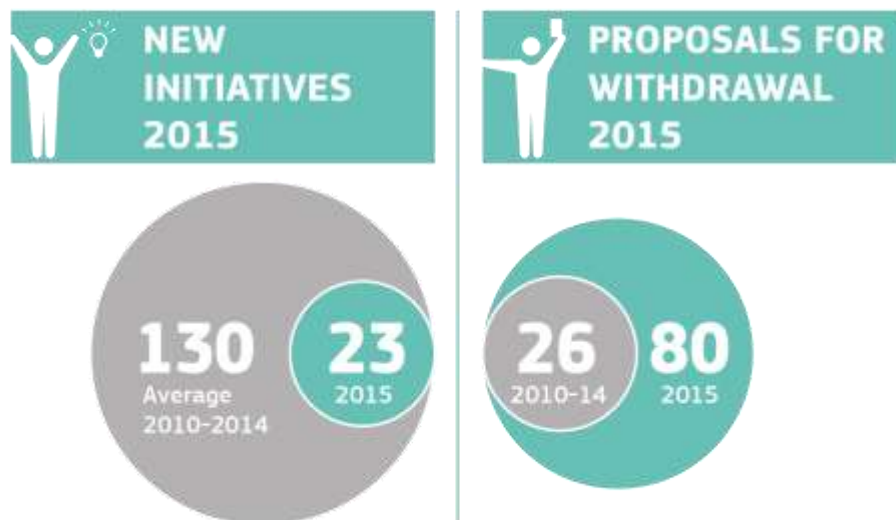 NEW
INITIATIVES
2015
130
Average
2010-2014
23
2015
PROPOSALS FOR
WITHDRAWAL
2015
26
2010-14
80
2015